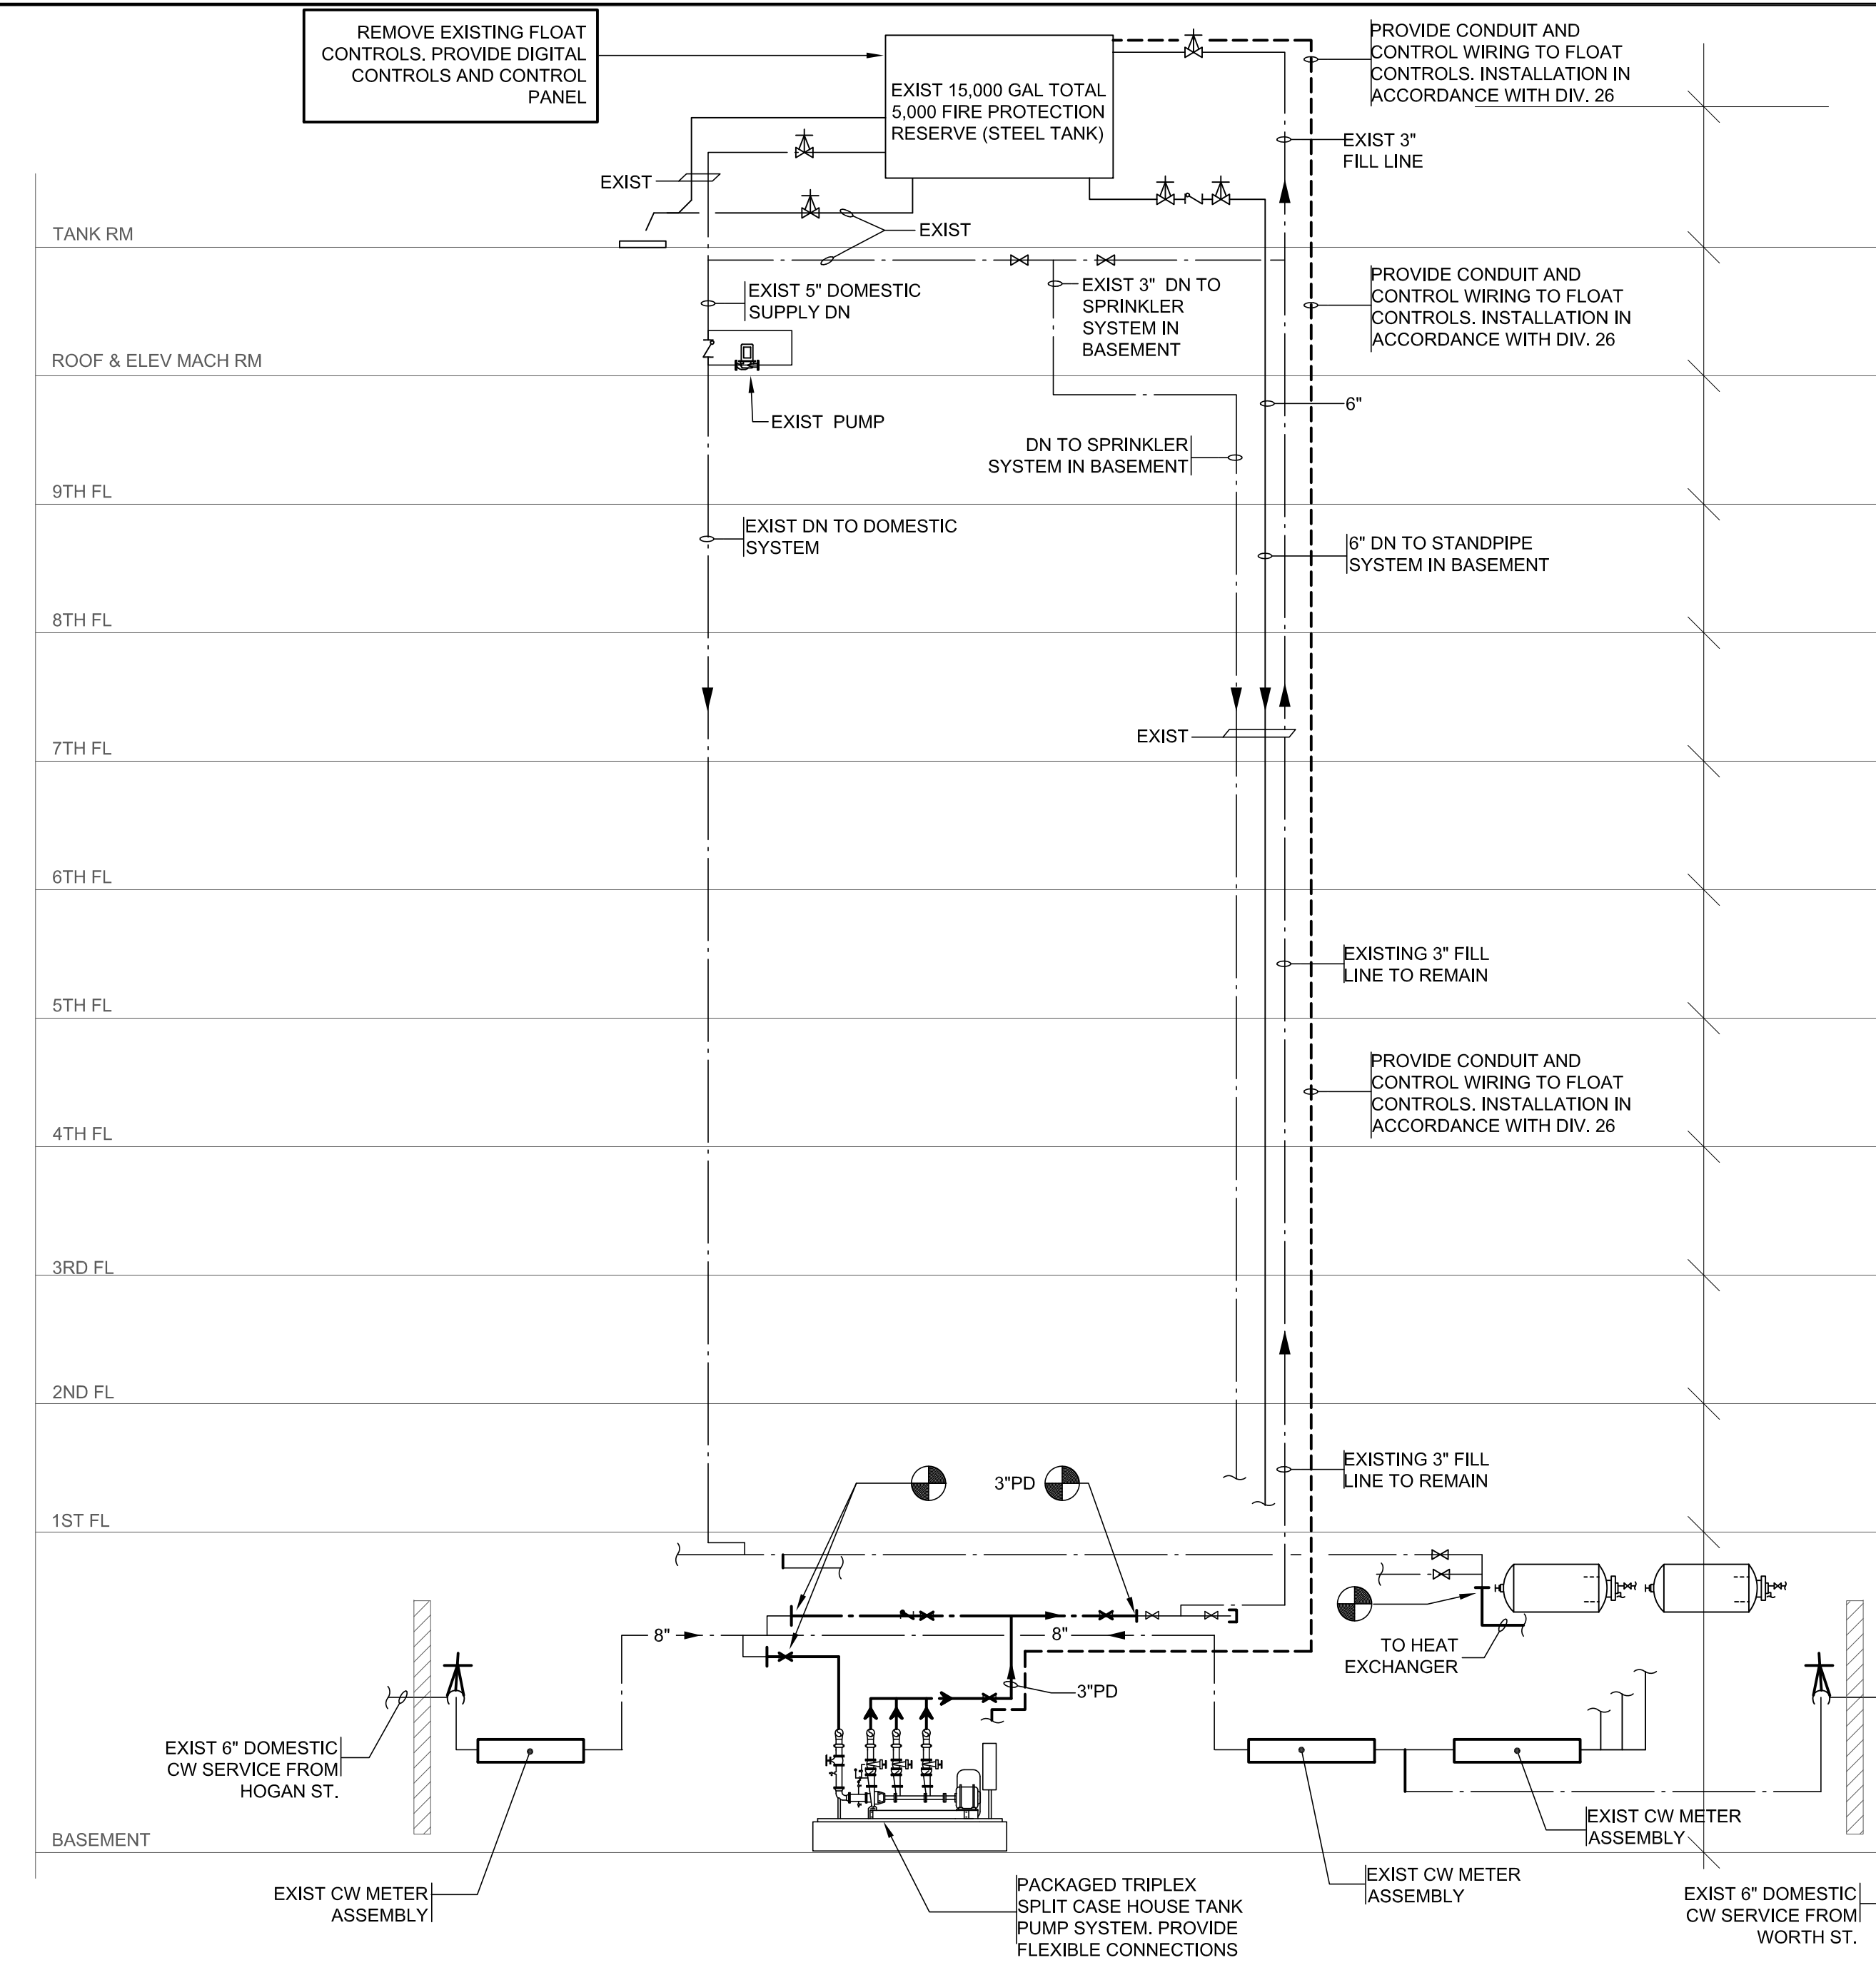 REMOVE EXISTING FLOAT
CONTROLS. PROVIDE DIGITAL
CONTROLS AND CONTROL
PANEL
EXIST 15,000 GAL TOTAL
5,000 FIRE PROTECTION
RESERVE (STEEL TANK)
PROVIDE CONDUIT AND
CONTROL WIRING TO FLOAT
CONTROLS. INSTALLATION IN
ACCORDANCE WITH DIV. 26
EXIST 3"
FILL LINE
EXIST
EXIST
TANK RM
EXIST 5" DOMESTIC
SUPPLY DN
EXIST 3" DN TO
SPRINKLER
SYSTEM IN
BASEMENT
PROVIDE CONDUIT AND
CONTROL WIRING TO FLOAT
CONTROLS. INSTALLATION IN
ACCORDANCE WITH DIV. 26
ROOF & ELEV MACH RM
EXIST PUMP
6"
DN TO SPRINKLER
SYSTEM IN BASEMENT
9TH FL
EXIST DN TO DOMESTIC
SYSTEM
6" DN TO STANDPIPE
SYSTEM IN BASEMENT
8TH FL
EXIST
7TH FL
6TH FL
EXISTING 3" FILL
LINE TO REMAIN
5TH FL
PROVIDE CONDUIT AND
CONTROL WIRING TO FLOAT
CONTROLS. INSTALLATION IN
ACCORDANCE WITH DIV. 26
4TH FL
3RD FL
2ND FL
3"PD
EXISTING 3" FILL
LINE TO REMAIN
1ST FL
8"
8"
TO HEAT
EXCHANGER
3"PD
EXIST 6" DOMESTIC
CW SERVICE FROM
HOGAN ST.
EXIST CW METER
ASSEMBLY
BASEMENT
EXIST CW METER
ASSEMBLY
PACKAGED TRIPLEX
SPLIT CASE HOUSE TANK
PUMP SYSTEM. PROVIDE
FLEXIBLE CONNECTIONS
EXIST CW METER
ASSEMBLY
EXIST 6" DOMESTIC
CW SERVICE FROM
WORTH ST.